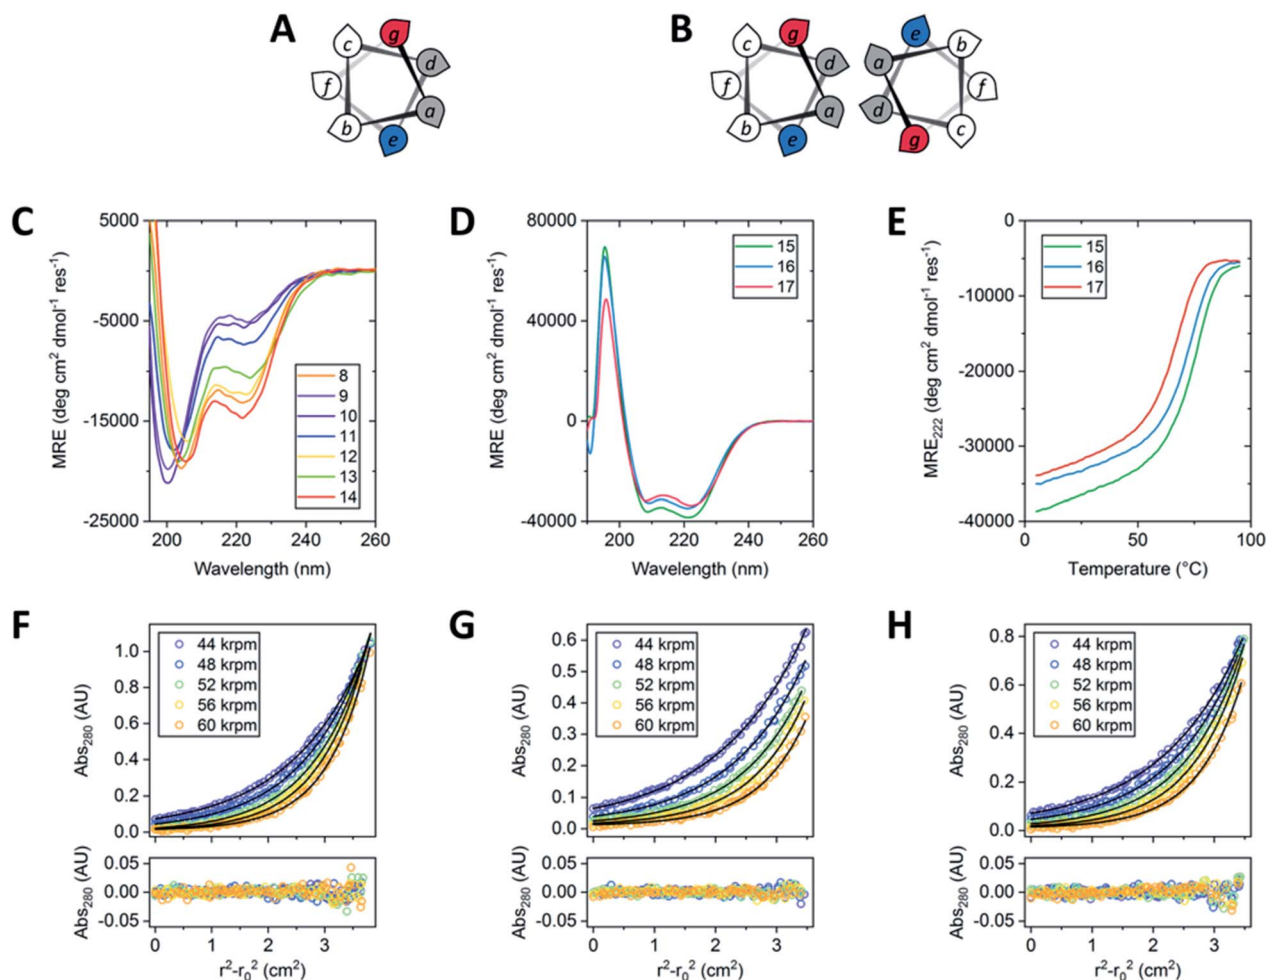 A
B
c g d a e b f
c g d a e b f
e b f c g d a
C
5000
-5000
-15000
-25000
MRE (deg cm² dmol⁻¹ res⁻¹)
8
9
10
11
12
13
14
200 220 240 260
Wavelength (nm)
D
80000
40000
0
-40000
MRE (deg cm² dmol⁻¹ res⁻¹)
15
16
17
200 220 240 260
Wavelength (nm)
E
0
-10000
-20000
-30000
-40000
MRE₂₂₂ (deg cm² dmol⁻¹ res⁻¹)
15
16
17
0 50 100
Temperature (°C)
F
1.0
0.8
0.6
0.4
0.2
0.0
Abs₂₈₀ (AU)
44 krpm
48 krpm
52 krpm
56 krpm
60 krpm
0.05
0.00
-0.05
Abs₂₈₀ (AU)
0 1 2 3
r²-r₀² (cm²)
G
0.6
0.5
0.4
0.3
0.2
0.1
0.0
Abs₂₈₀ (AU)
44 krpm
48 krpm
52 krpm
56 krpm
60 krpm
0.05
0.00
-0.05
Abs₂₈₀ (AU)
0 1 2 3
r²-r₀² (cm²)
H
0.8
0.6
0.4
0.2
0.0
Abs₂₈₀ (AU)
44 krpm
48 krpm
52 krpm
56 krpm
60 krpm
0.05
0.00
-0.05
Abs₂₈₀ (AU)
0 1 2 3
r²-r₀² (cm²)